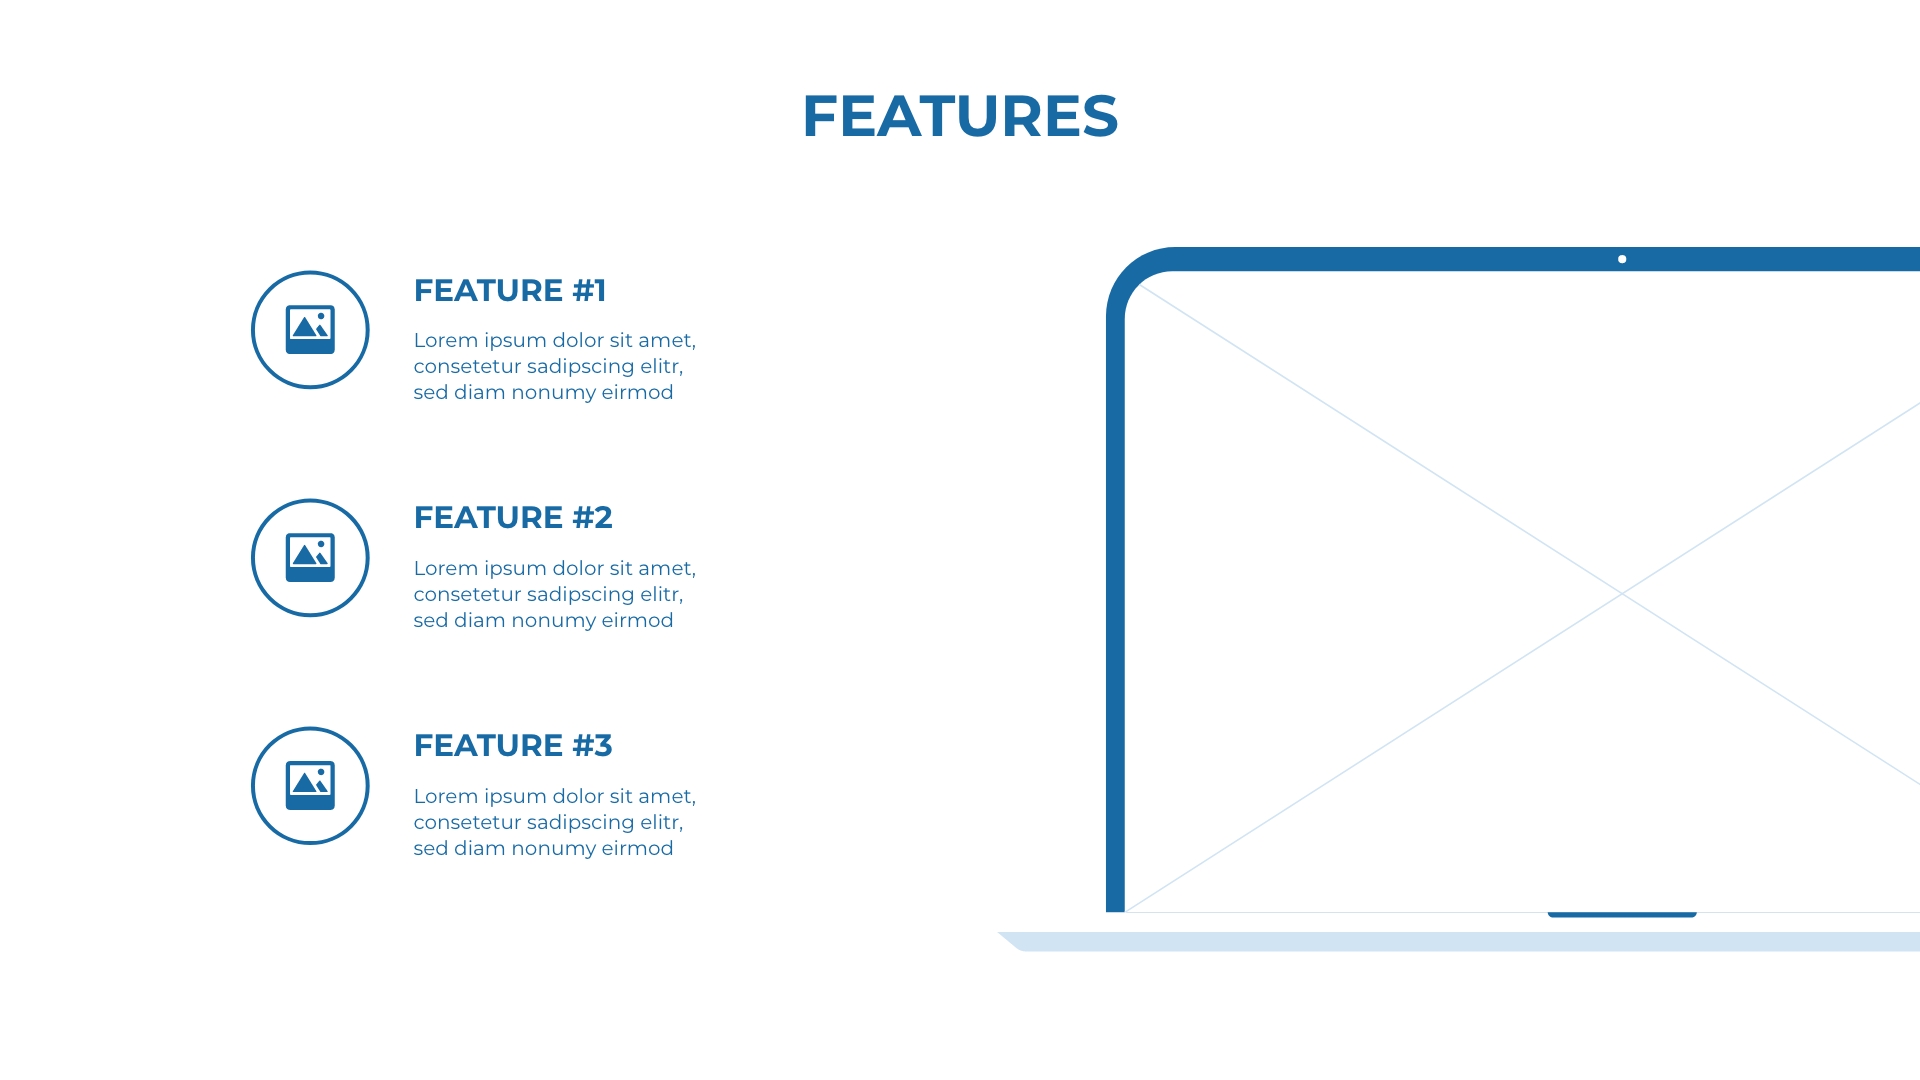 FEATURES
FEATURE #1
Lorem ipsum dolor sit amet,
consetetur sadipscing elitr,
sed diam nonumy eirmod
FEATURE #2
Lorem ipsum dolor sit amet,
consetetur sadipscing elitr,
sed diam nonumy eirmod
FEATURE #3
Lorem ipsum dolor sit amet,
consetetur sadipscing elitr,
sed diam nonumy eirmod